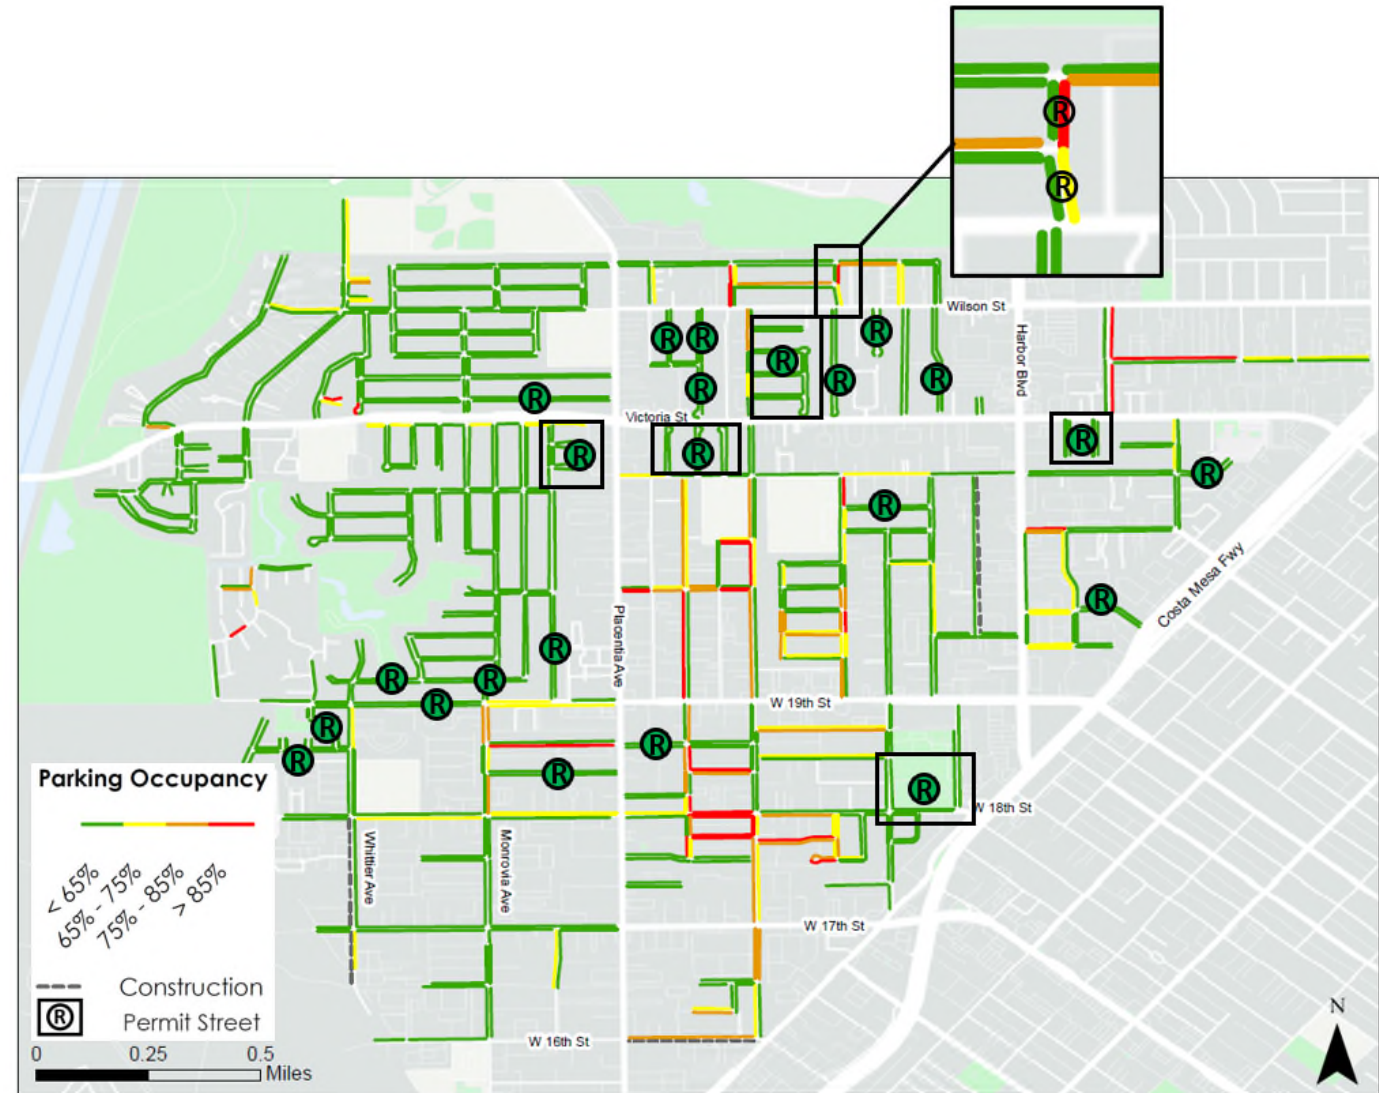 R
R
Wilson St
R
R
R
R
R
R
R
Harbor Blvd
R
Victoria St
R
R
R
R
R
Costa Mesa Fwy
R
Placentia Ave
R
R
R
R
W 19th St
R
R
R
R
Parking Occupancy
R
W 18th St
< 65%
65% - 75%
75% - 85%
> 85%
Whittier Ave
Monrovia Ave
W 17th St
Construction
R Permit Street
N
W 16th St
0 0.25 0.5
Miles